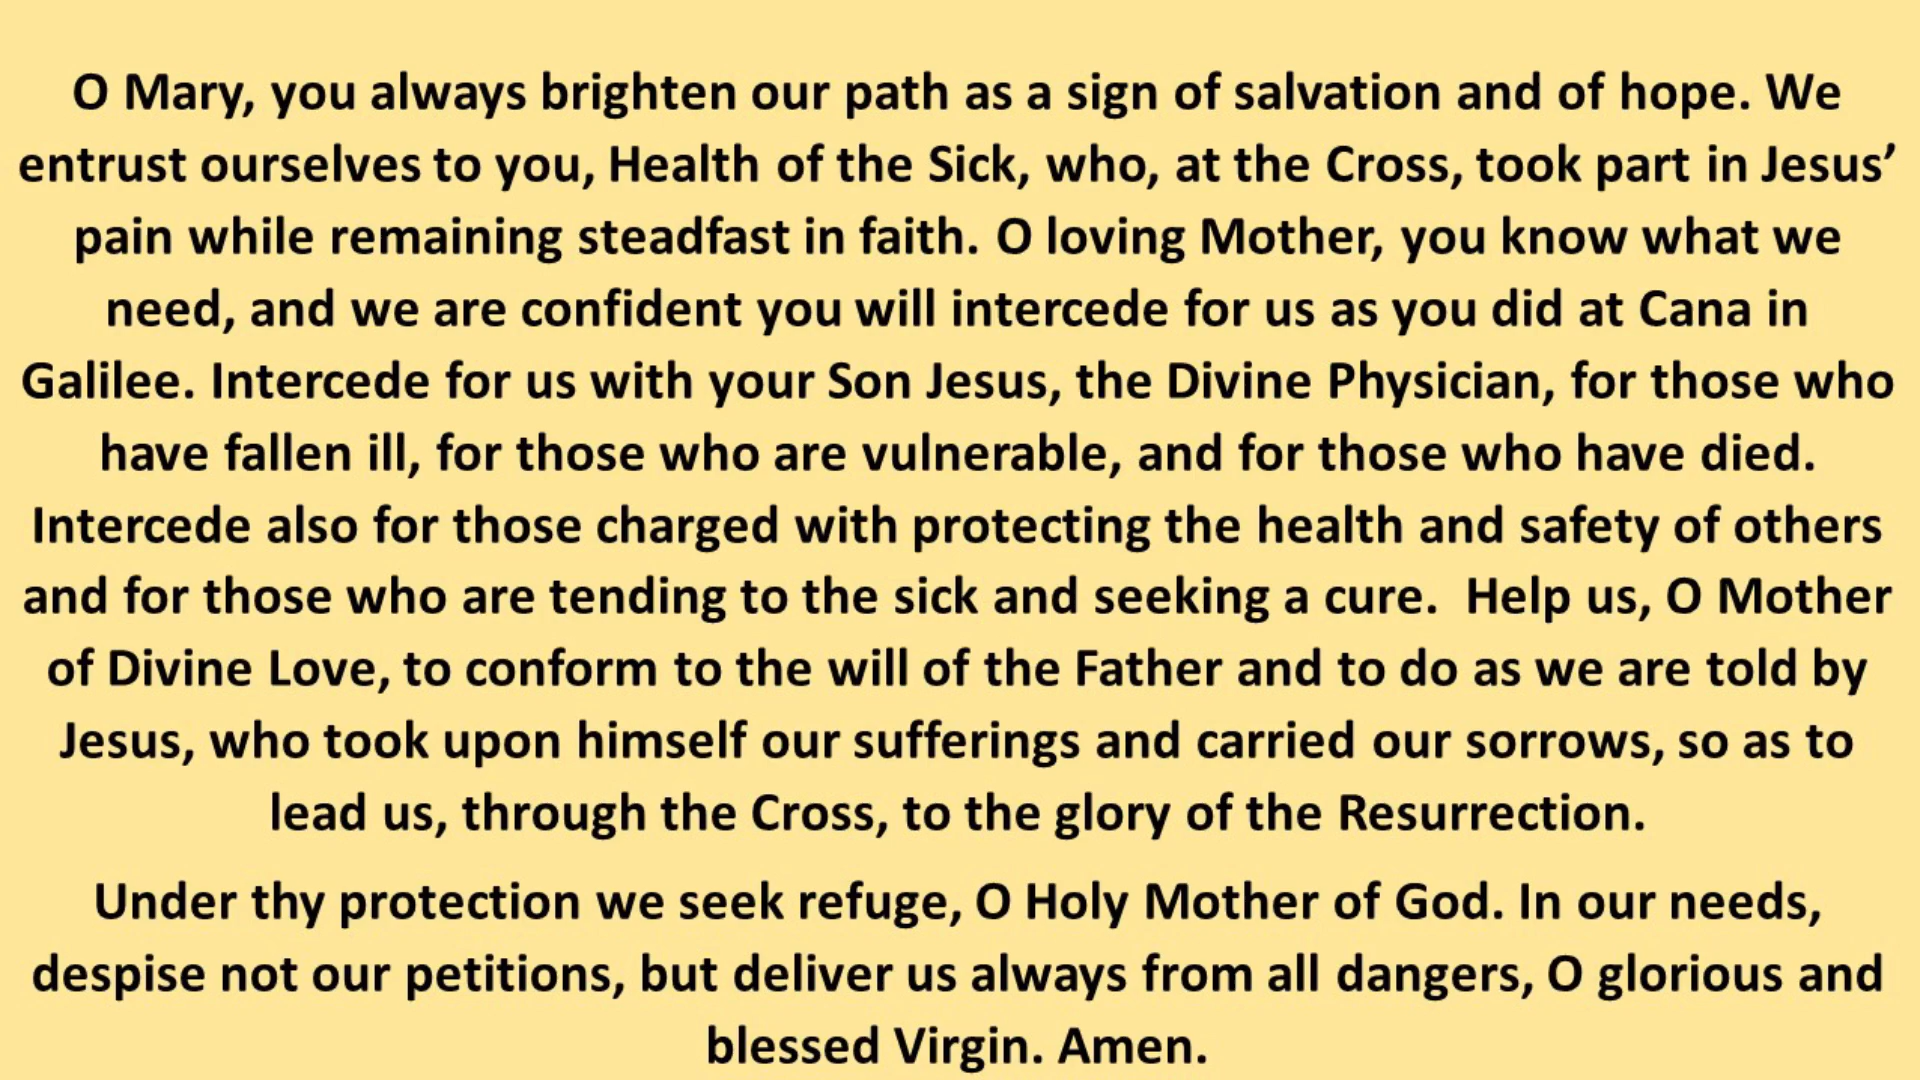 O Mary, you always brighten our path as a sign of salvation and of hope. We
entrust ourselves to you, Health of the Sick, who, at the Cross, took part in Jesus’
pain while remaining steadfast in faith. O loving Mother, you know what we
need, and we are confident you will intercede for us as you did at Cana in
Galilee. Intercede for us with your Son Jesus, the Divine Physician, for those who
have fallen ill, for those who are vulnerable, and for those who have died.
Intercede also for those charged with protecting the health and safety of others
and for those who are tending to the sick and seeking a cure.  Help us, O Mother
of Divine Love, to conform to the will of the Father and to do as we are told by
Jesus, who took upon himself our sufferings and carried our sorrows, so as to
lead us, through the Cross, to the glory of the Resurrection.
Under thy protection we seek refuge, O Holy Mother of God. In our needs,
despise not our petitions, but deliver us always from all dangers, O glorious and
blessed Virgin. Amen.